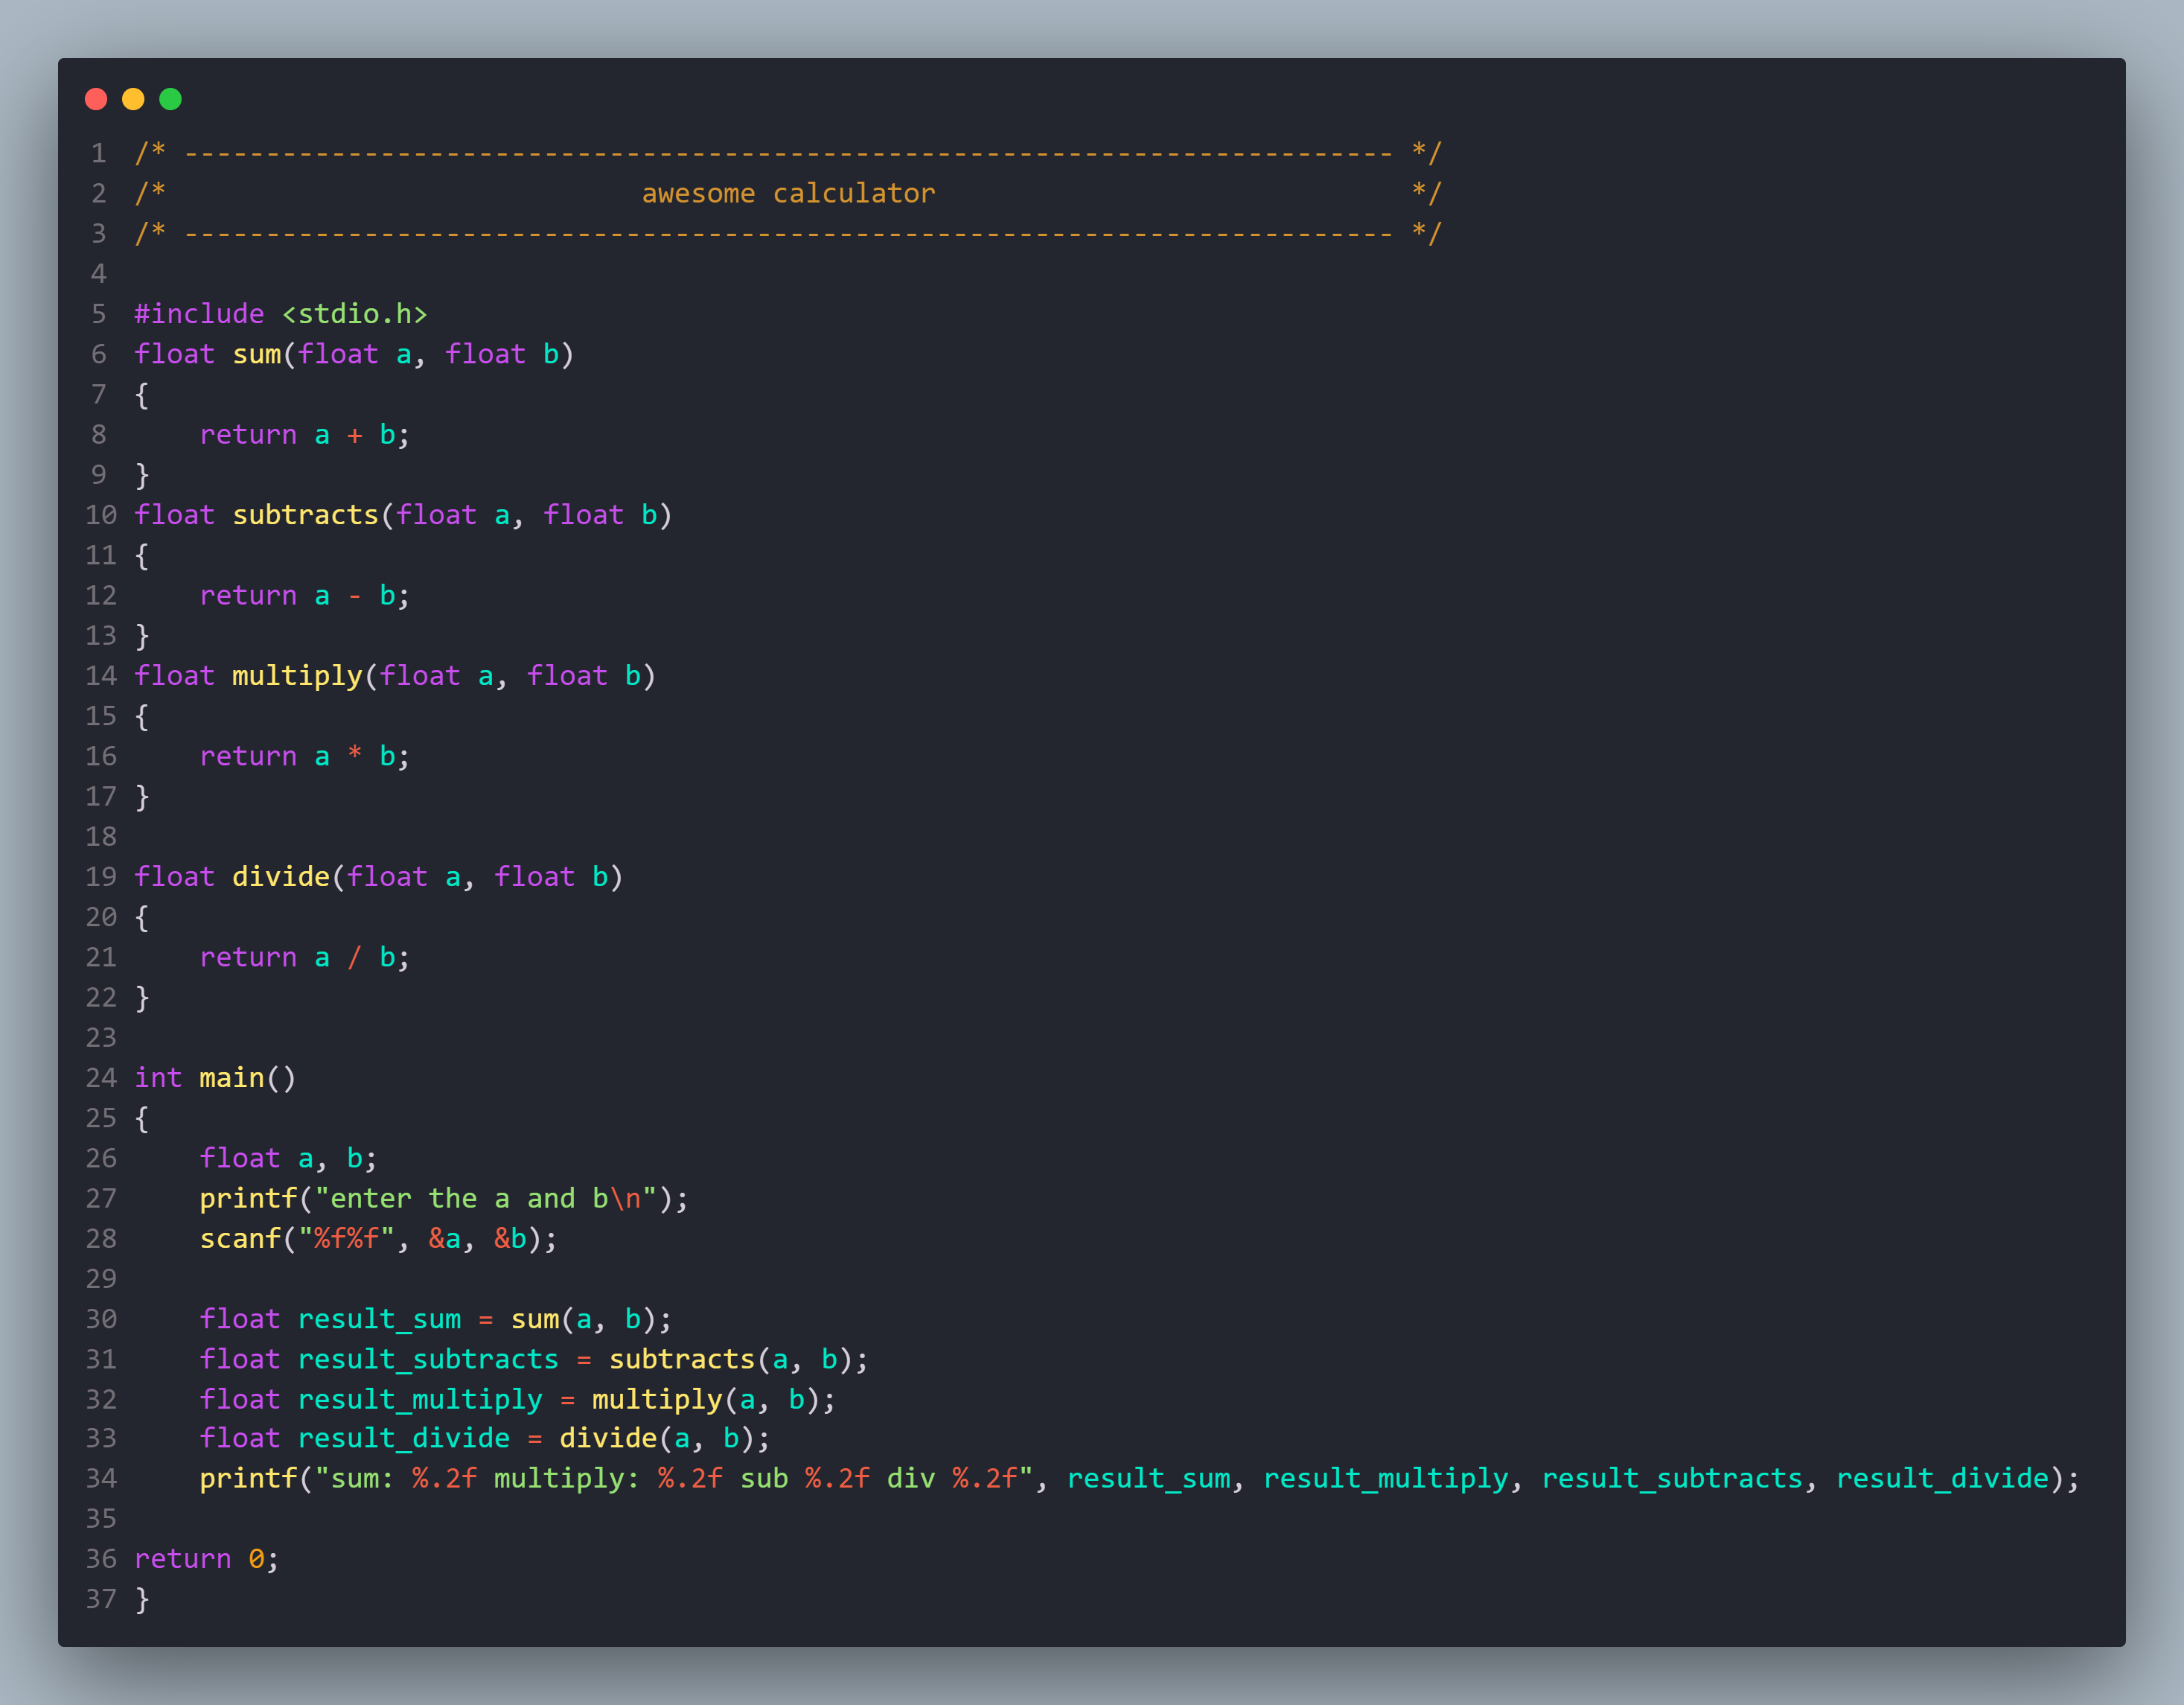 1 /* -------------------------------------------------------------------------- */
2 /*                             awesome calculator                             */
3 /* -------------------------------------------------------------------------- */
4
5 #include <stdio.h>
6 float sum(float a, float b)
7 {
8     return a + b;
9 }
10 float subtracts(float a, float b)
11 {
12     return a - b;
13 }
14 float multiply(float a, float b)
15 {
16     return a * b;
17 }
18
19 float divide(float a, float b)
20 {
21     return a / b;
22 }
23
24 int main()
25 {
26     float a, b;
27     printf("enter the a and b\n");
28     scanf("%f%f", &a, &b);
29
30     float result_sum = sum(a, b);
31     float result_subtracts = subtracts(a, b);
32     float result_multiply = multiply(a, b);
33     float result_divide = divide(a, b);
34     printf("sum: %.2f multiply: %.2f sub %.2f div %.2f", result_sum, result_multiply, result_subtracts, result_divide);
35
36 return 0;
37 }